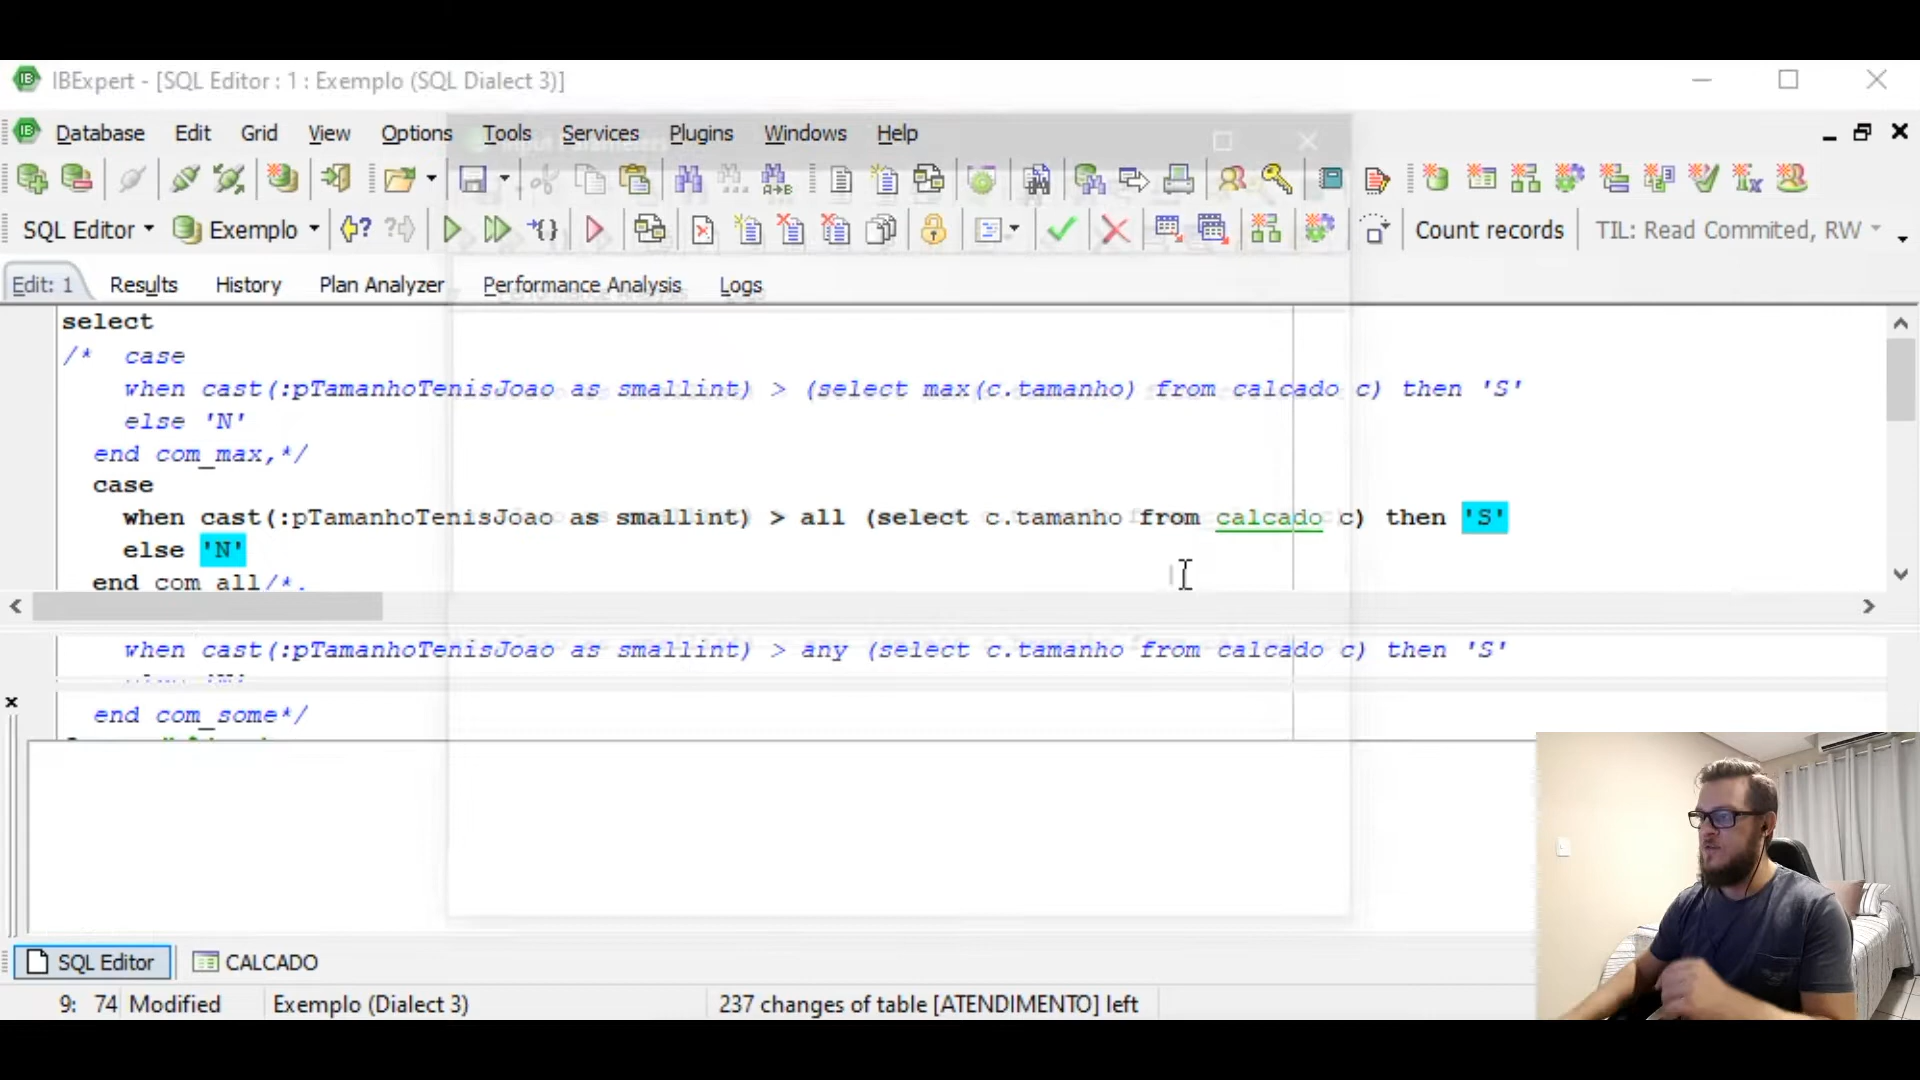 IBExpert - [SQL Editor : 1 : Exemplo (SQL Dialect 3)]
Database Edit Grid View Options Tools Services Plugins Windows Help
SQL Editor Exemplo Count records TIL: Read Commited, RW
Edit: 1 Results History Plan Analyzer Performance Analysis Logs
select
/* case
when cast(:pTamanhoTenisJoao as smallint) > (select max(c.tamanho) from calcado c) then 'S'
else 'N'
end com_max,*/
case
when cast(:pTamanhoTenisJoao as smallint) > all (select c.tamanho from calcado c) then 'S'
else 'N'
end com_all/*,
when cast(:pTamanhoTenisJoao as smallint) > any (select c.tamanho from calcado c) then 'S'
end com_some*/
SQL Editor CALCADO
9: 74 Modified Exemplo (Dialect 3) 237 changes of table [ATENDIMENTO] left